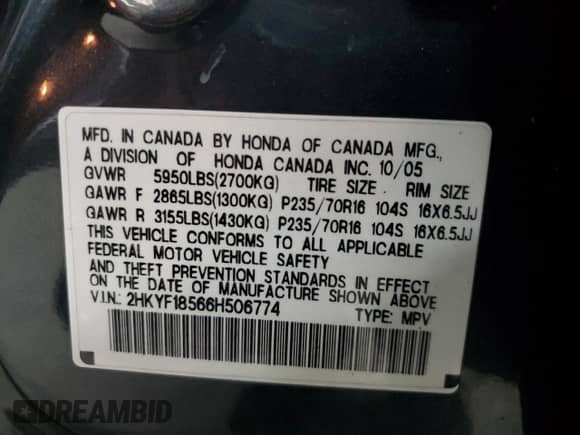 MFD. IN CANADA BY HONDA OF CANADA MFG.,
A DIVISION OF HONDA CANADA INC. 10/05
GVWR 5950LBS(2700KG) TIRE SIZE RIM SIZE
GAWR F 2865LBS(1300KG) P235/70R16 104S 16X6.5JJ
GAWR R 3155LBS(1430KG) P235/70R16 104S 16X6.5JJ
THIS VEHICLE CONFORMS TO ALL APPLICABLE
FEDERAL MOTOR VEHICLE SAFETY
AND THEFT PREVENTION STANDARDS IN EFFECT
ON THE DATE OF MANUFACTURE SHOWN ABOVE.
V.I.N.: 2HKYF18566H506774 TYPE: MPV
DREAMBID